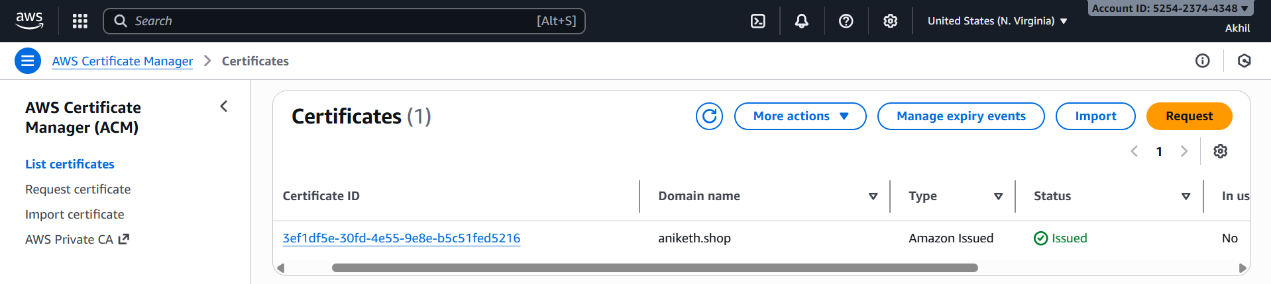 aws
Search
[Alt+S]
United States (N. Virginia)
Account ID: 5254-2374-4348
Akhil
AWS Certificate Manager
Certificates
AWS Certificate
Manager (ACM)
List certificates
Request certificate
Import certificate
AWS Private CA
Certificates (1)
More actions
Manage expiry events
Import
Request
1
Certificate ID
Domain name
Type
Status
In us
3ef1df5e-30fd-4e55-9e8e-b5c51fed5216
aniketh.shop
Amazon Issued
Issued
No